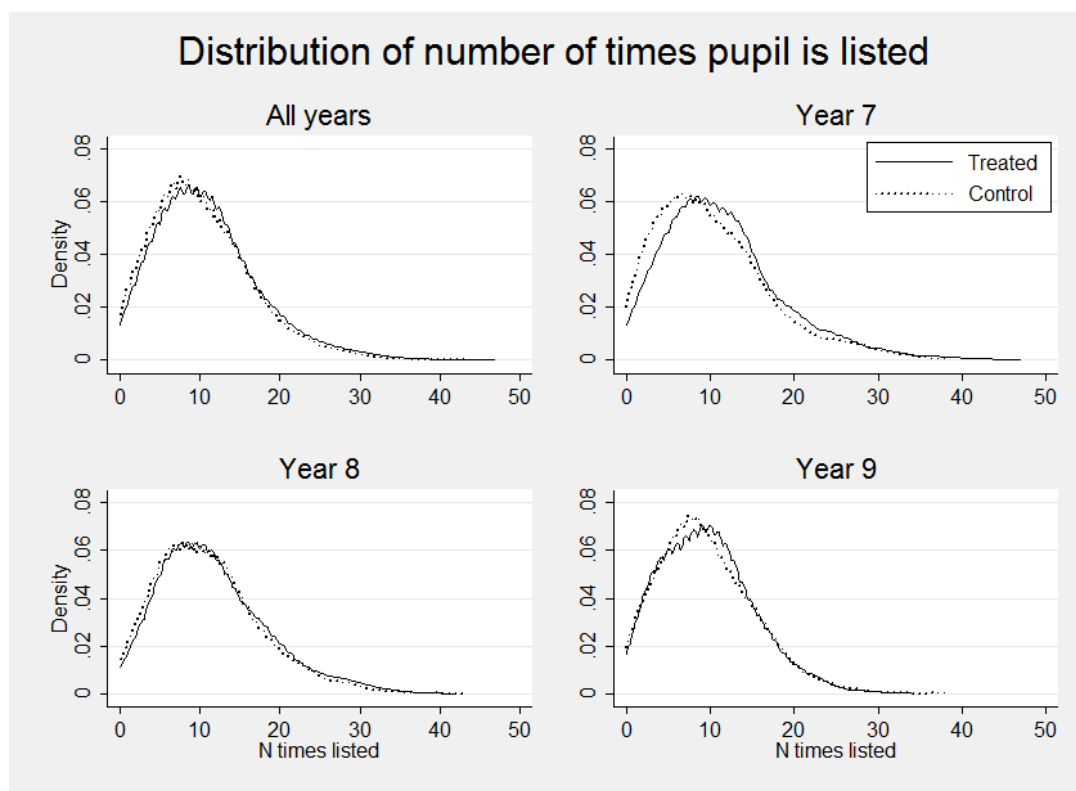 Distribution of number of times pupil is listed
All years
Density
.08
.06
.04
.02
0
0 10 20 30 40 50
Year 7
Treated
Control
.08
.06
.04
.02
0
0 10 20 30 40 50
Year 8
Density
.08
.06
.04
.02
0
0 10 20 30 40 50
N times listed
Year 9
.08
.06
.04
.02
0
0 10 20 30 40 50
N times listed